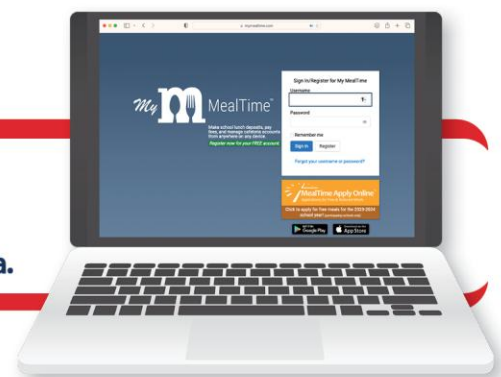 mymealtime.com
My m MealTime™
Make school lunch deposits, pay
fees, and manage cafeteria accounts
from anywhere on any device.
Register now for your FREE account
Sign In/Register for My MealTime
Username
Password
Remember me
Sign In Register
Forgot your username or password?
MealTime Apply Online
Click to apply for free meals for the 2023-2024
school year!
Google Play
App Store
a.